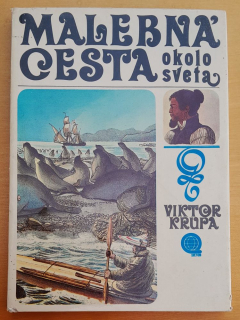 MALEBNÁ
CESTA okolo
sveta
VIKTOR
KRUPA